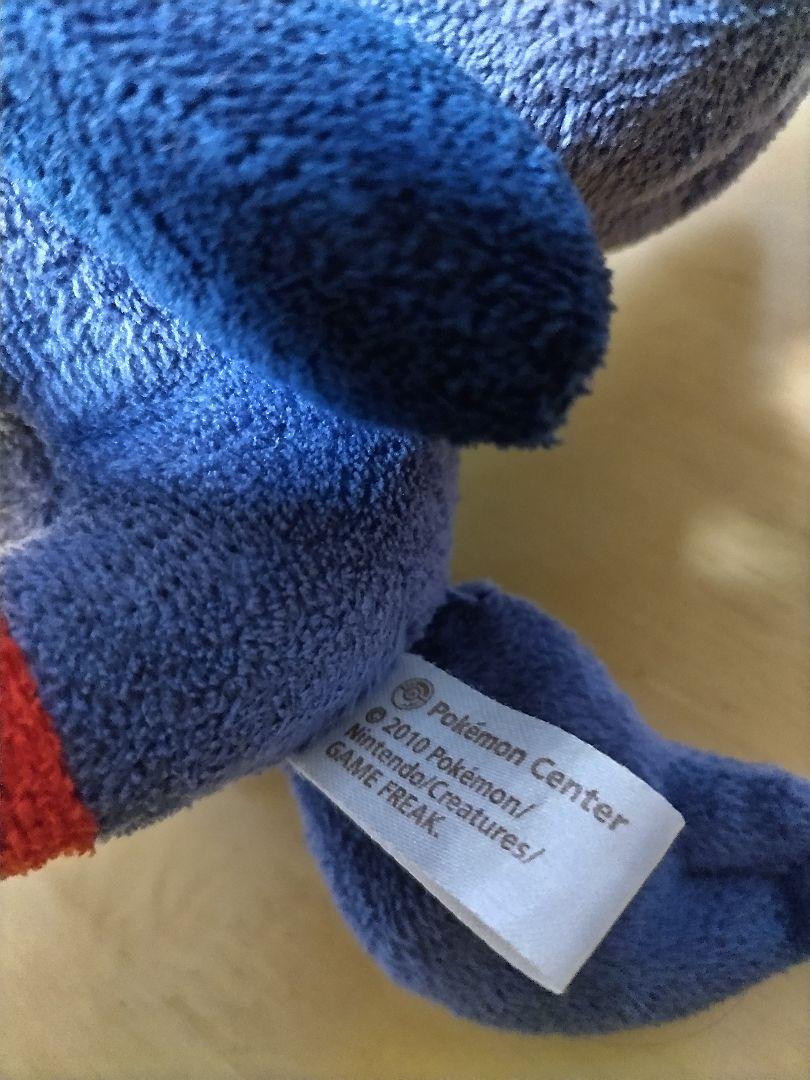 Pokémon Center
© 2010 Pokémon/
Nintendo/Creatures/
GAME FREAK.